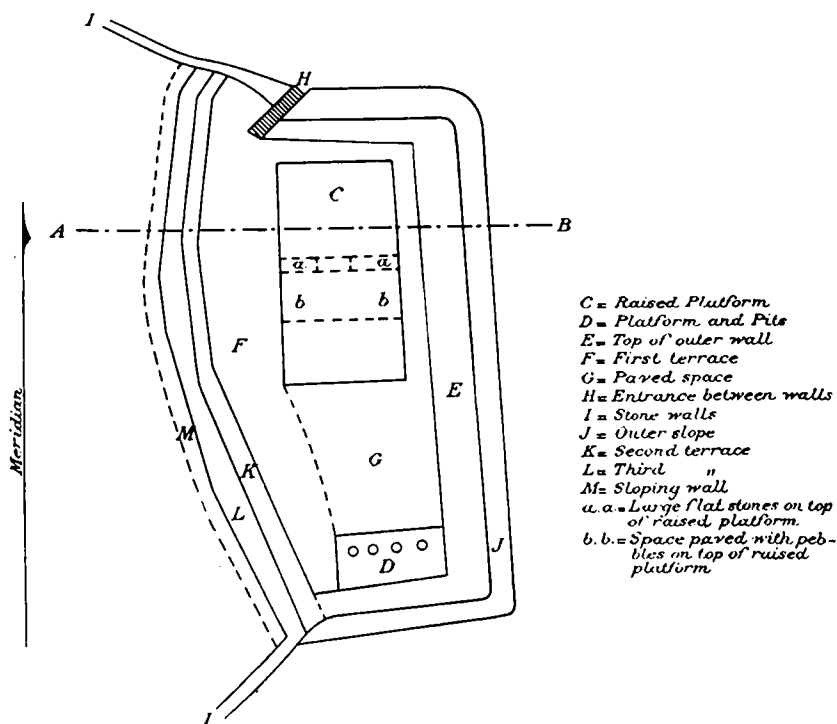 I
H
C
A
B
a
a
b
b
F
E
M
K
G
L
D
J
I
Meridian
C = Raised Platform
D = Platform and Pits
E = Top of outer wall
F = First terrace
G = Paved space
H = Entrance between walls
I = Stone walls
J = Outer slope
K = Second terrace
L = Third "
M = Sloping wall
a.a. = Large flat stones on top
of raised platform
b.b. = Space paved with peb-
bles on top of raised
platform